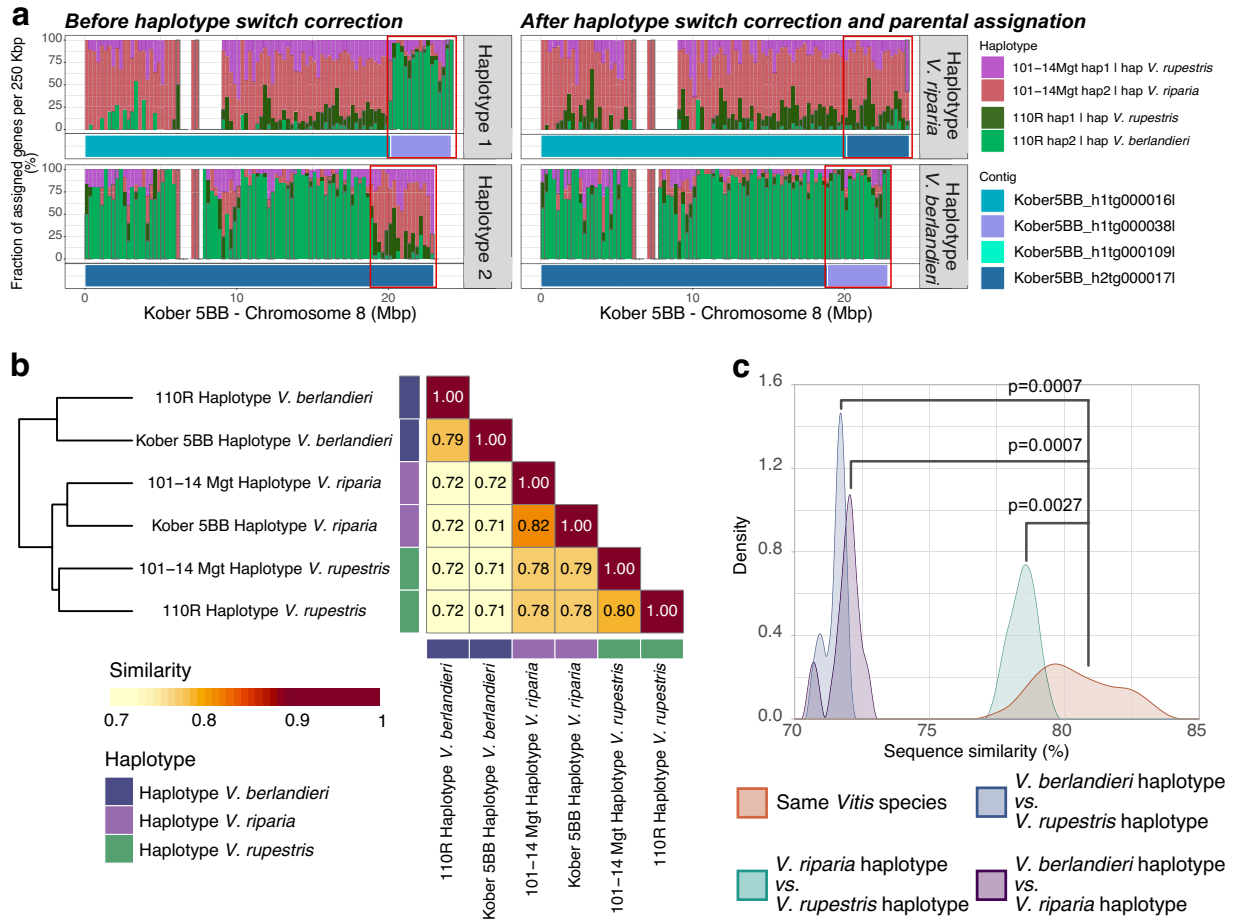 a
Before haplotype switch correction
After haplotype switch correction and parental assignation
Fraction of assigned genes per 250 Kbp
(%)
100
75
50
25
0
Haplotype 1
Haplotype
V. riparia
100
75
50
25
0
Haplotype 2
Haplotype
V. berlandieri
0
10
20
0
10
20
Kober 5BB - Chromosome 8 (Mbp)
Kober 5BB - Chromosome 8 (Mbp)
Haplotype
101-14Mgt hap1 | hap V. rupestris
101-14Mgt hap2 | hap V. riparia
110R hap1 | hap V. rupestris
110R hap2 | hap V. berlandieri
Contig
Kober5BB_h1tg000016l
Kober5BB_h1tg000038l
Kober5BB_h1tg000109l
Kober5BB_h2tg000017l
b
110R Haplotype V. berlandieri
1.00
Kober 5BB Haplotype V. berlandieri
0.79 1.00
101-14 Mgt Haplotype V. riparia
0.72 0.72 1.00
Kober 5BB Haplotype V. riparia
0.72 0.71 0.82 1.00
101-14 Mgt Haplotype V. rupestris
0.72 0.71 0.78 0.79 1.00
110R Haplotype V. rupestris
0.72 0.71 0.78 0.78 0.80 1.00
110R Haplotype V. berlandieri
Kober 5BB Haplotype V. berlandieri
101-14 Mgt Haplotype V. riparia
Kober 5BB Haplotype V. riparia
101-14 Mgt Haplotype V. rupestris
110R Haplotype V. rupestris
Similarity
0.7 0.8 0.9 1
Haplotype
Haplotype V. berlandieri
Haplotype V. riparia
Haplotype V. rupestris
c
Density
1.6
1.2
0.8
0.4
0.0
p=0.0007
p=0.0007
p=0.0027
70 75 80 85
Sequence similarity (%)
Same Vitis species
V. berlandieri haplotype
vs.
V. rupestris haplotype
V. riparia haplotype
vs.
V. rupestris haplotype
V. berlandieri haplotype
vs.
V. riparia haplotype